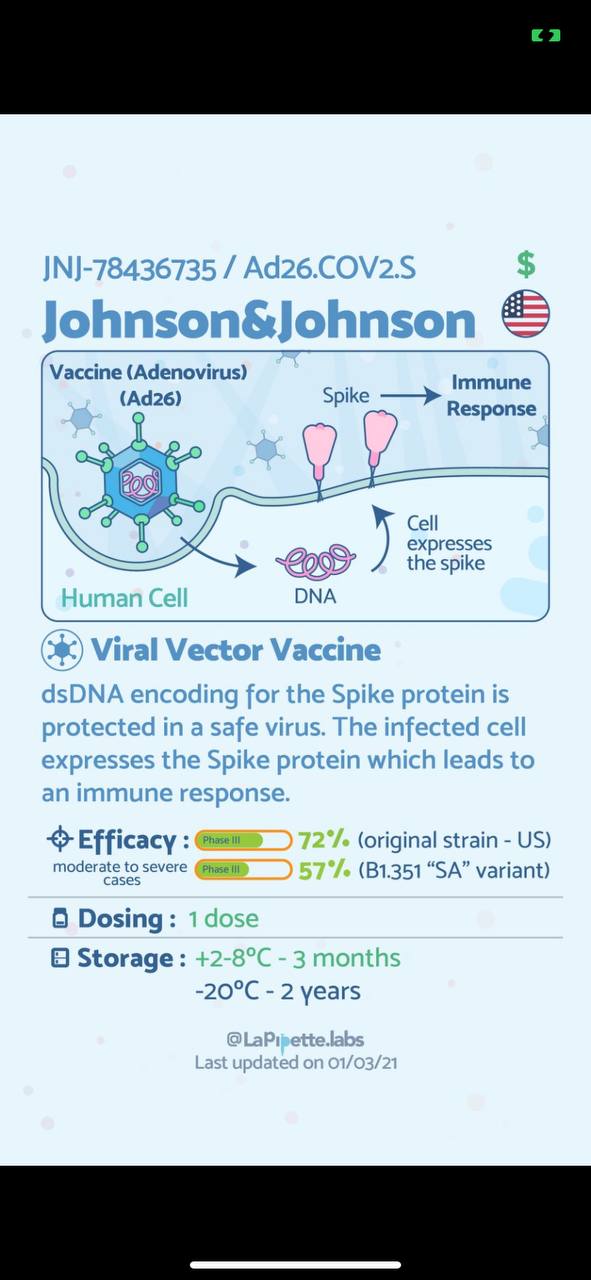 JNJ-78436735 / Ad26.COV2.S
$
Johnson&Johnson
Vaccine (Adenovirus)
(Ad26)
Spike
Immune
Response
Cell
expresses
the spike
DNA
Human Cell
Viral Vector Vaccine
dsDNA encoding for the Spike protein is
protected in a safe virus. The infected cell
expresses the Spike protein which leads to
an immune response.
Efficacy : Phase III 72% (original strain - US)
moderate to severe
cases
Phase III 57% (B1.351 “SA” variant)
Dosing : 1 dose
Storage : +2-8ºC - 3 months
-20ºC - 2 years
@LaPipette.labs
Last updated on 01/03/21